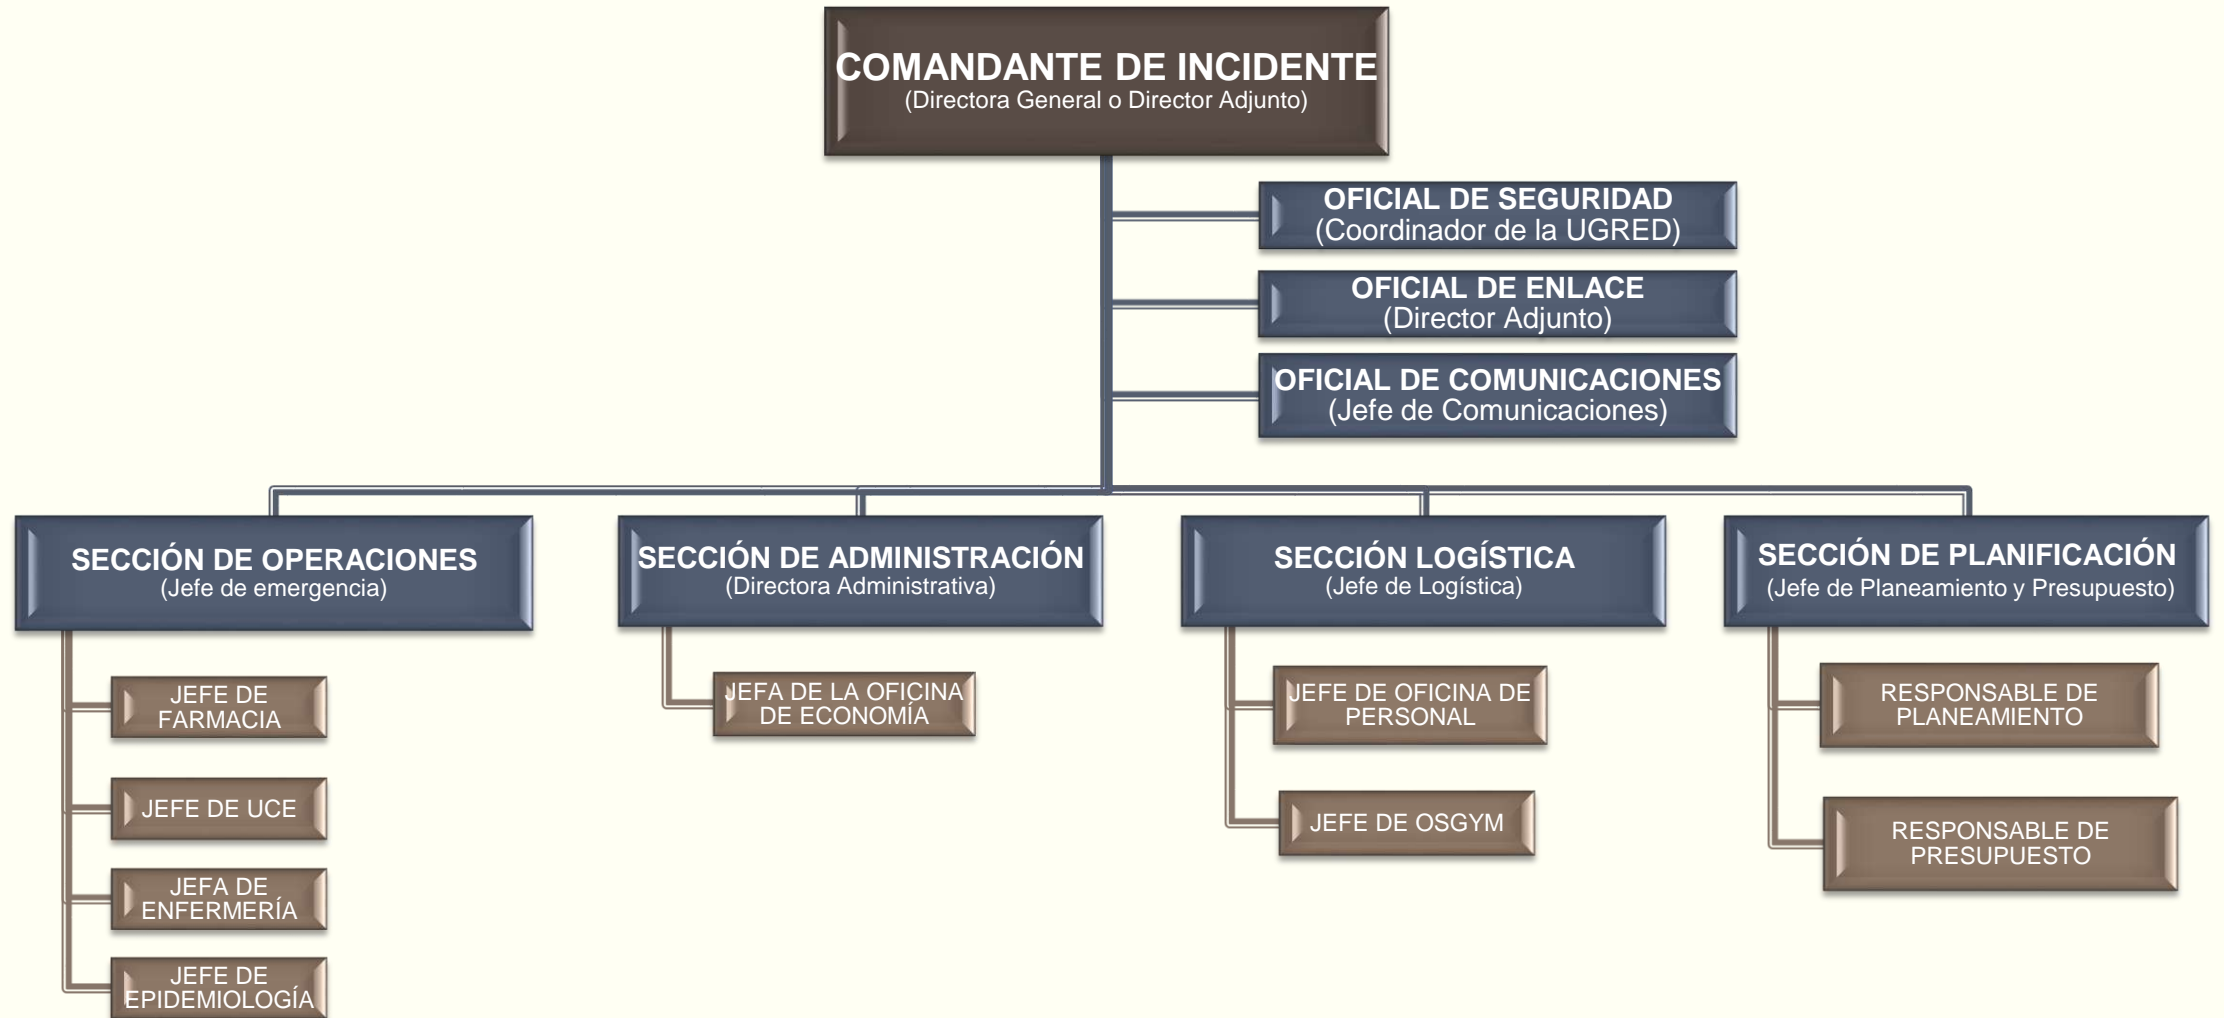 COMANDANTE DE INCIDENTE
(Directora General o Director Adjunto)
OFICIAL DE SEGURIDAD
(Coordinador de la UGRED)
OFICIAL DE ENLACE
(Director Adjunto)
OFICIAL DE COMUNICACIONES
(Jefe de Comunicaciones)
SECCIÓN DE OPERACIONES
(Jefe de emergencia)
JEFE DE
FARMACIA
JEFE DE UCE
JEFA DE
ENFERMERÍA
JEFE DE
EPIDEMIOLOGÍA
SECCIÓN DE ADMINISTRACIÓN
(Directora Administrativa)
JEFA DE LA OFICINA
DE ECONOMÍA
SECCIÓN LOGÍSTICA
(Jefe de Logística)
JEFE DE OFICINA DE
PERSONAL
JEFE DE OSGYM
SECCIÓN DE PLANIFICACIÓN
(Jefe de Planeamiento y Presupuesto)
RESPONSABLE DE
PLANEAMIENTO
RESPONSABLE DE
PRESUPUESTO